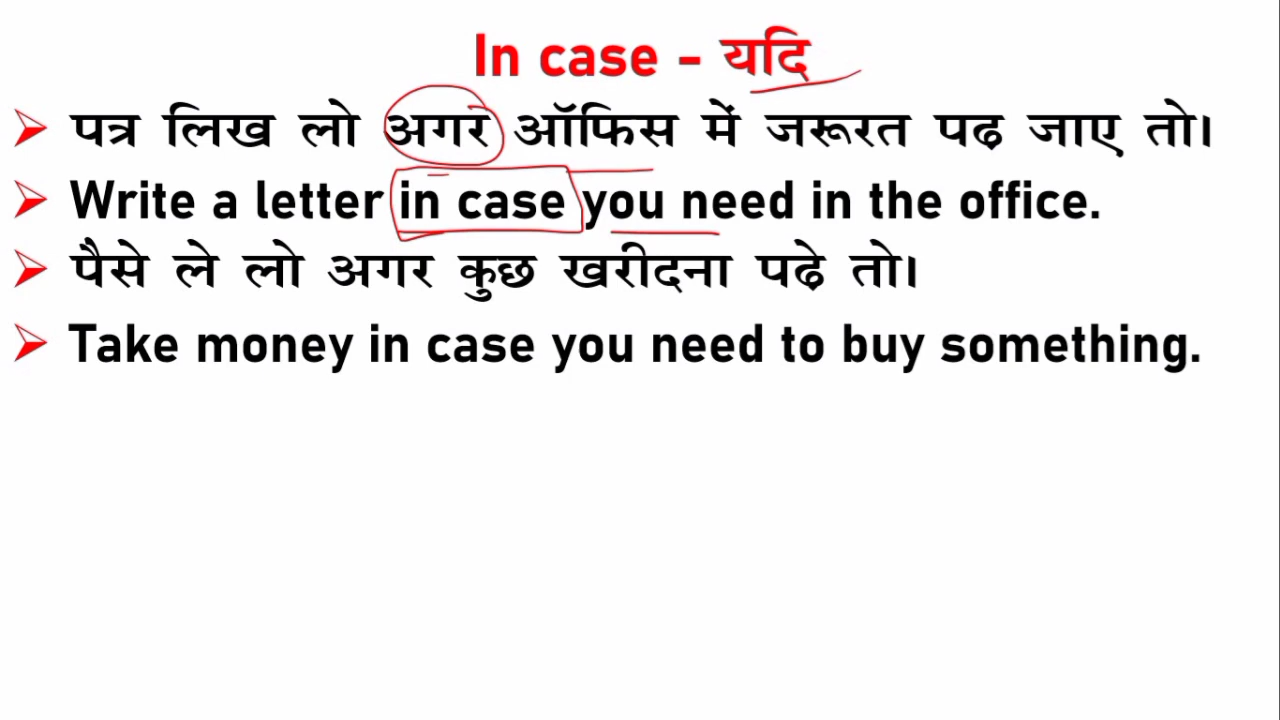 In case - यदि
पत्र लिख लो अगर ऑफिस में जरूरत पढ जाए तो।
Write a letter in case you need in the office.
पैसे ले लो अगर कुछ खरीदना पढे तो।
Take money in case you need to buy something.